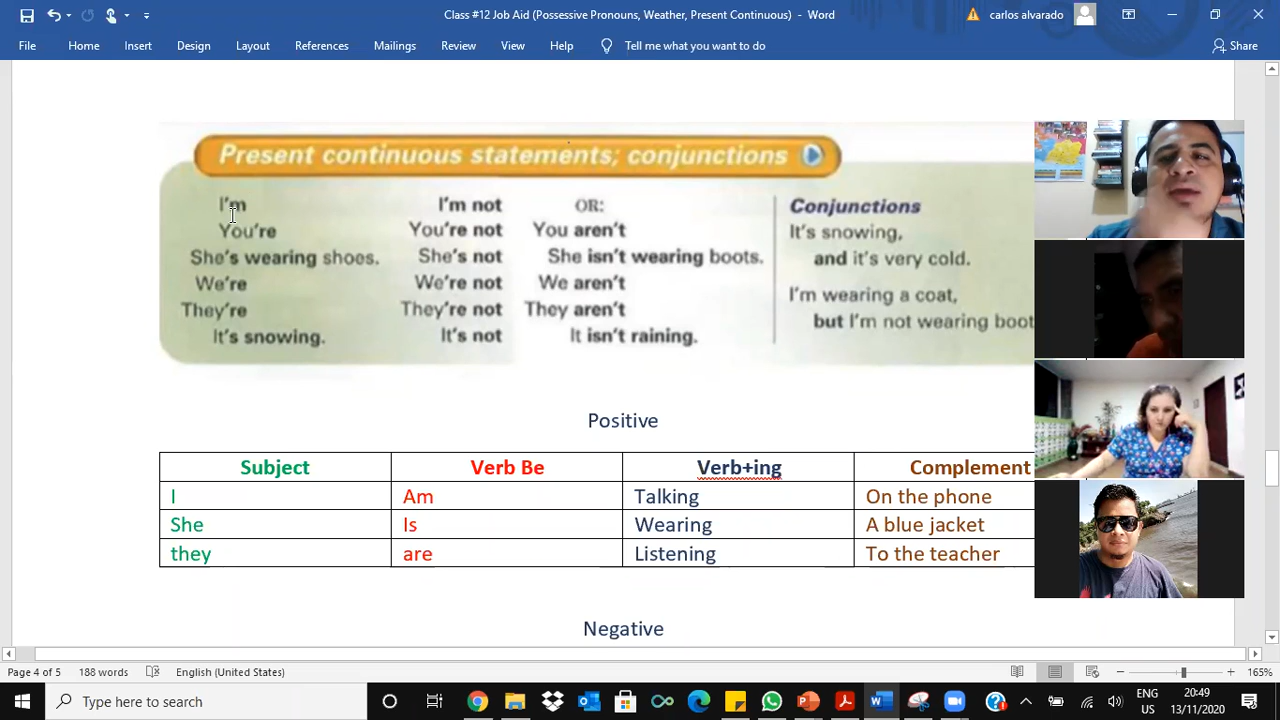 Class #12 Job Aid (Possessive Pronouns, Weather, Present Continuous) - Word
carlos alvarado
File Home Insert Design Layout References Mailings Review View Help Tell me what you want to do Share
Present continuous statements; conjunctions
I'm I'm not OR: Conjunctions
You're You're not You aren't It's snowing,
She's wearing shoes. She's not She isn't wearing boots. and it's very cold.
We're We're not We aren't I'm wearing a coat,
They're They're not They aren't but I'm not wearing boot
It's snowing. It's not It isn't raining.
Positive
Subject Verb Be Verb+ing Complement
I Am Talking On the phone
She Is Wearing A blue jacket
they are Listening To the teacher
Negative
Page 4 of 5 188 words English (United States) 165%
Type here to search
ENG 20:49
US 13/11/2020